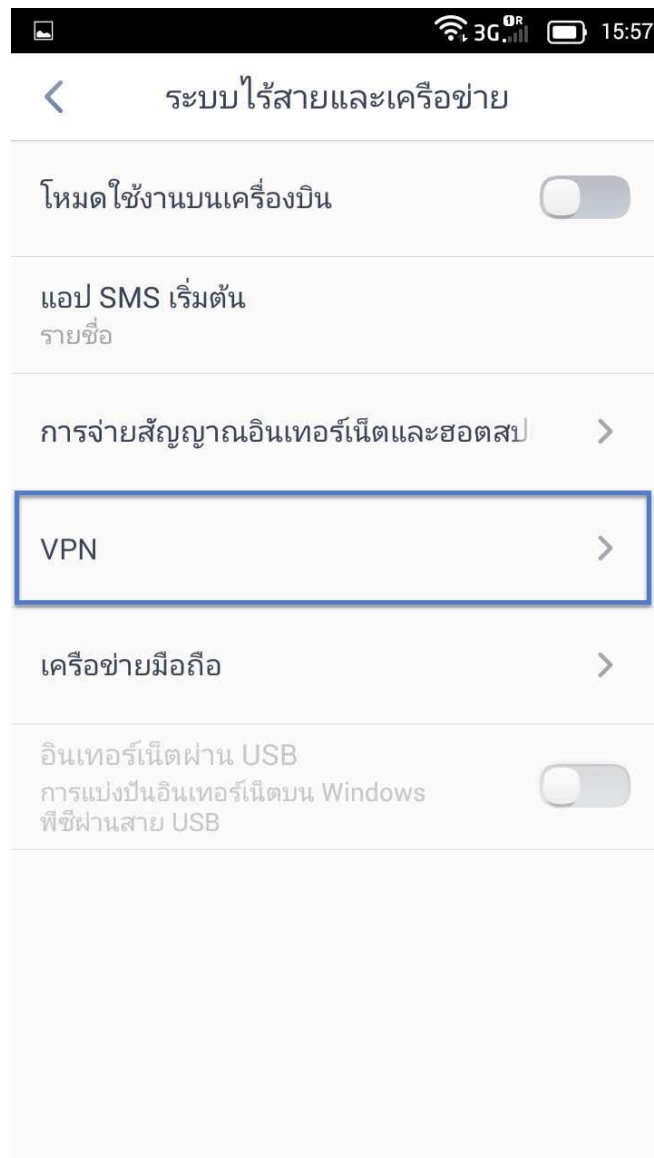 3G 1R 15:57
ระบบไร้สายและเครือข่าย
โหมดใช้งานบนเครื่องบิน
แอป SMS เริ่มต้น
รายชื่อ
การจ่ายสัญญาณอินเทอร์เน็ตและฮอตสป
VPN
เครือข่ายมือถือ
อินเทอร์เน็ตผ่าน USB
การแบ่งปันอินเทอร์เน็ตบน Windows
พีซีผ่านสาย USB